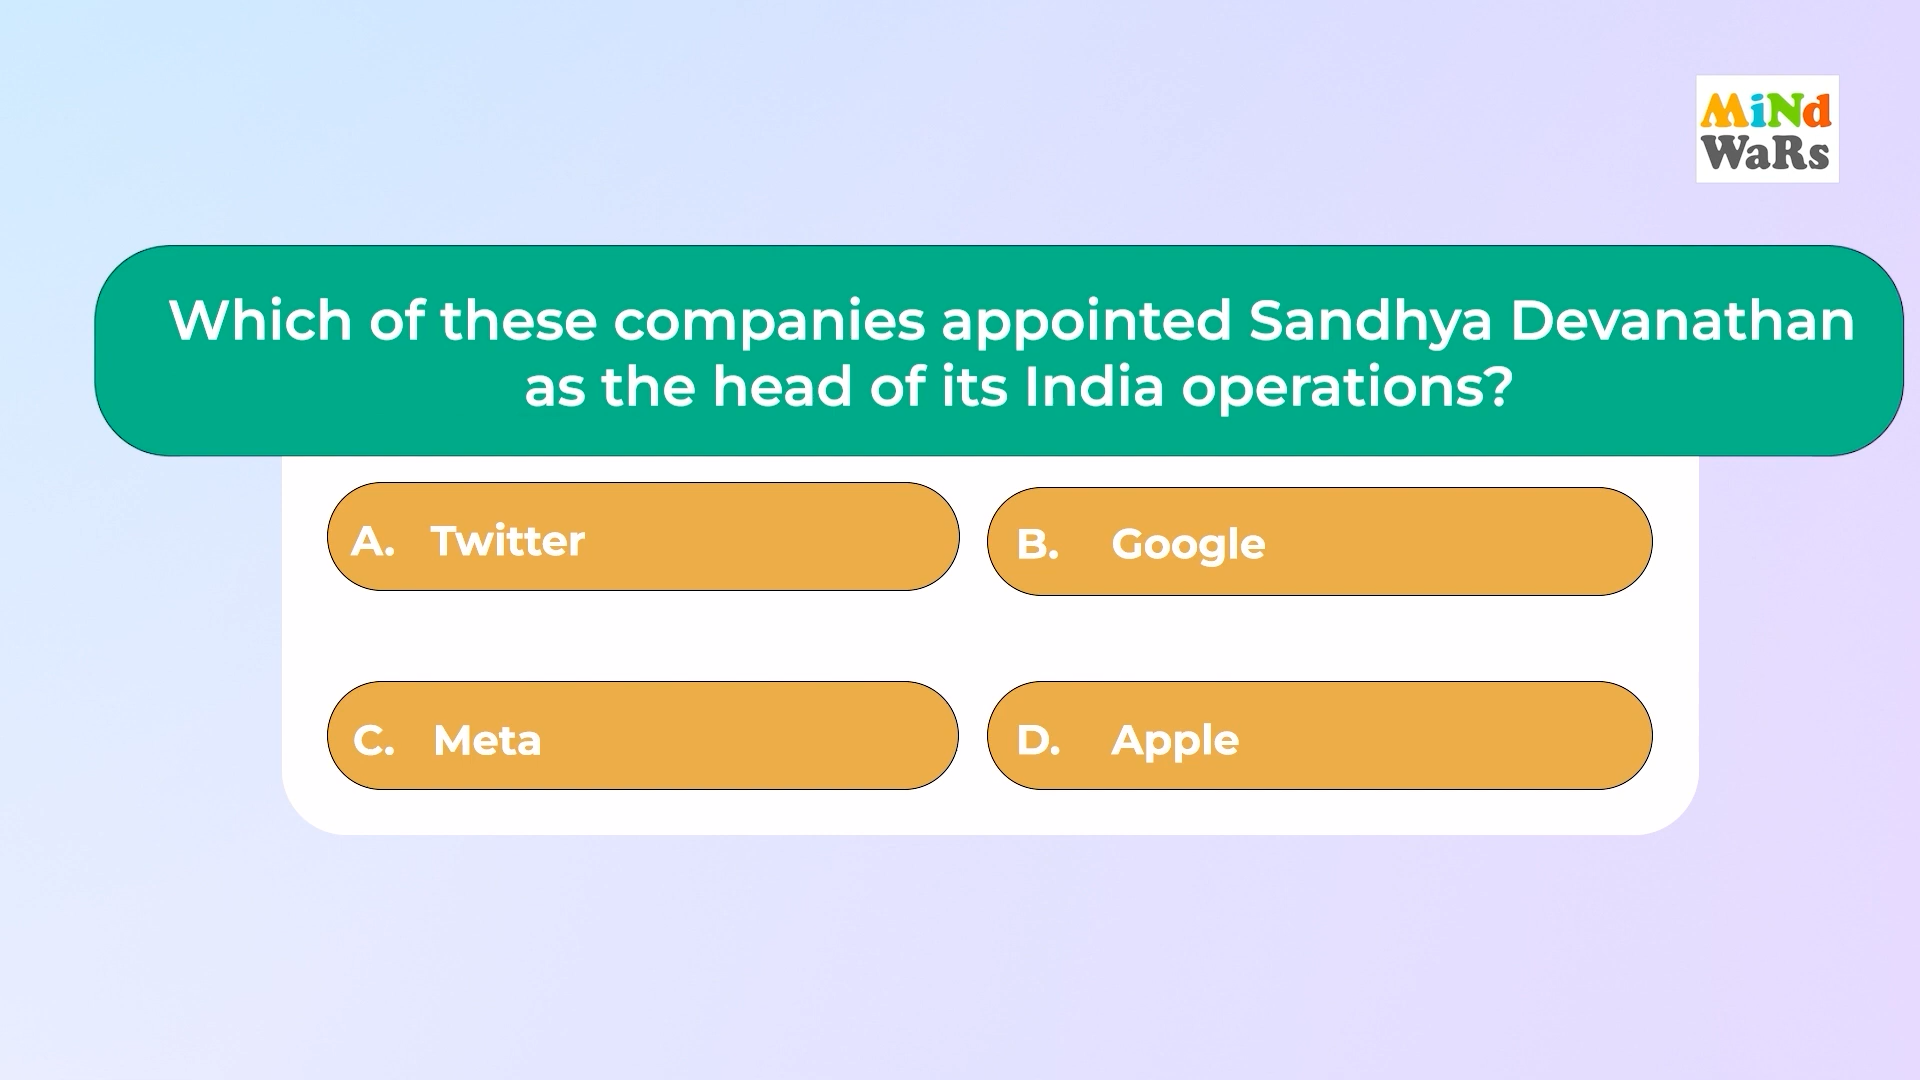 MiNd
WaRs
Which of these companies appointed Sandhya Devanathan
as the head of its India operations?
A. Twitter
B. Google
C. Meta
D. Apple